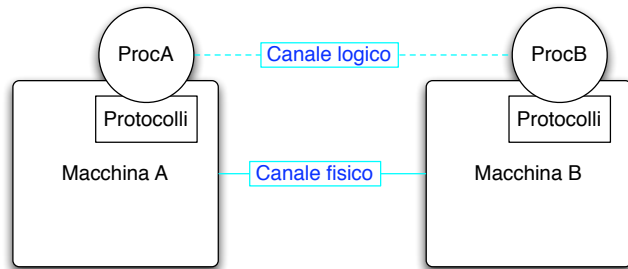 ProcA
Canale logico
ProcB
Protocolli
Protocolli
Macchina A
Canale fisico
Macchina B